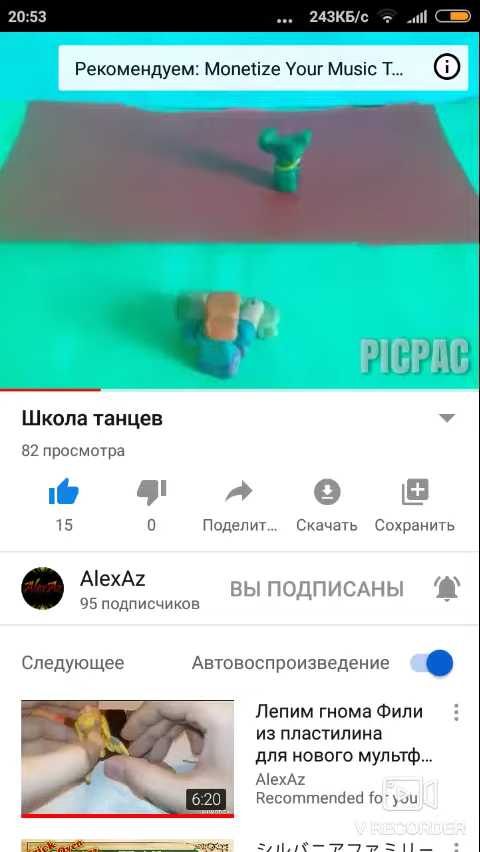 20:53
... 243КБ/с
Рекомендуем: Monetize Your Music T...
PICPAC
Школа танцев
82 просмотра
15
0
Поделит...
Скачать
Сохранить
AlexAz
AlexAz
95 подписчиков
ВЫ ПОДПИСАНЫ
Следующее
Автовоспроизведение
Лепим гнома Фили
из пластилина
для нового мультф...
AlexAz
Recommended for you
6:20
V RECORDER
シルバニアファミリー